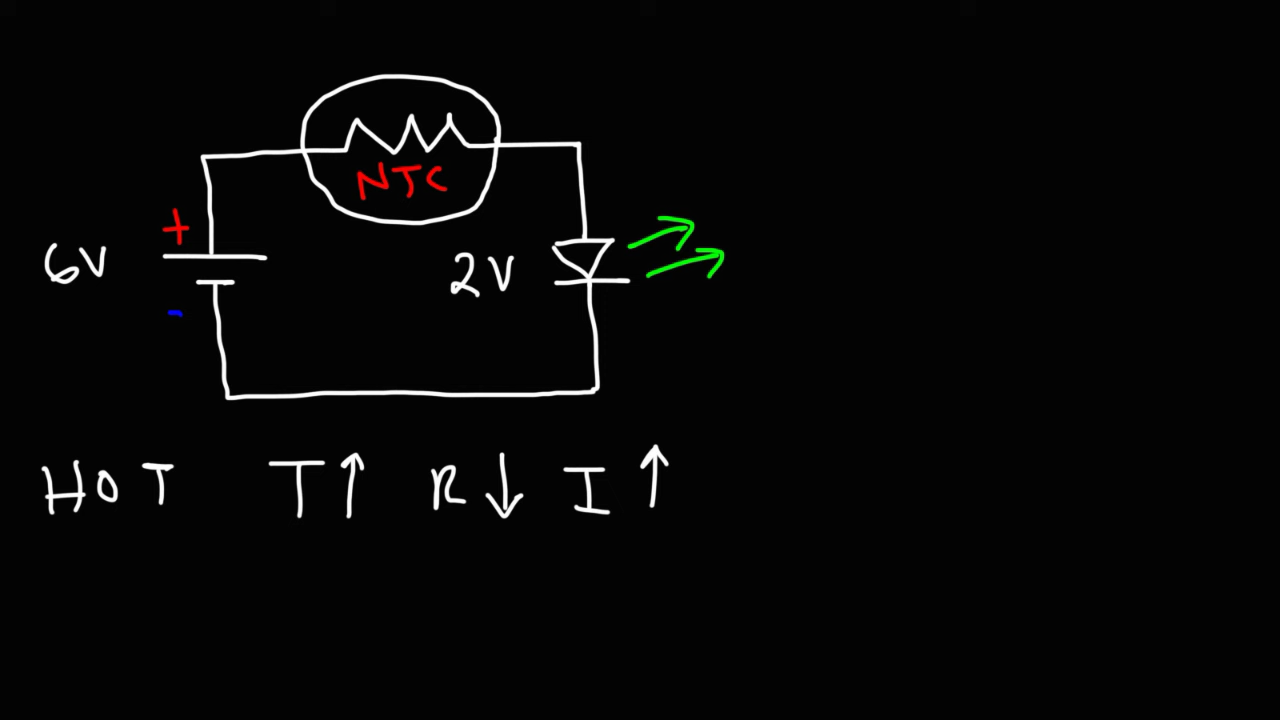 NTC
+
6V
2V
-
HOT T↑ R↓ I↑